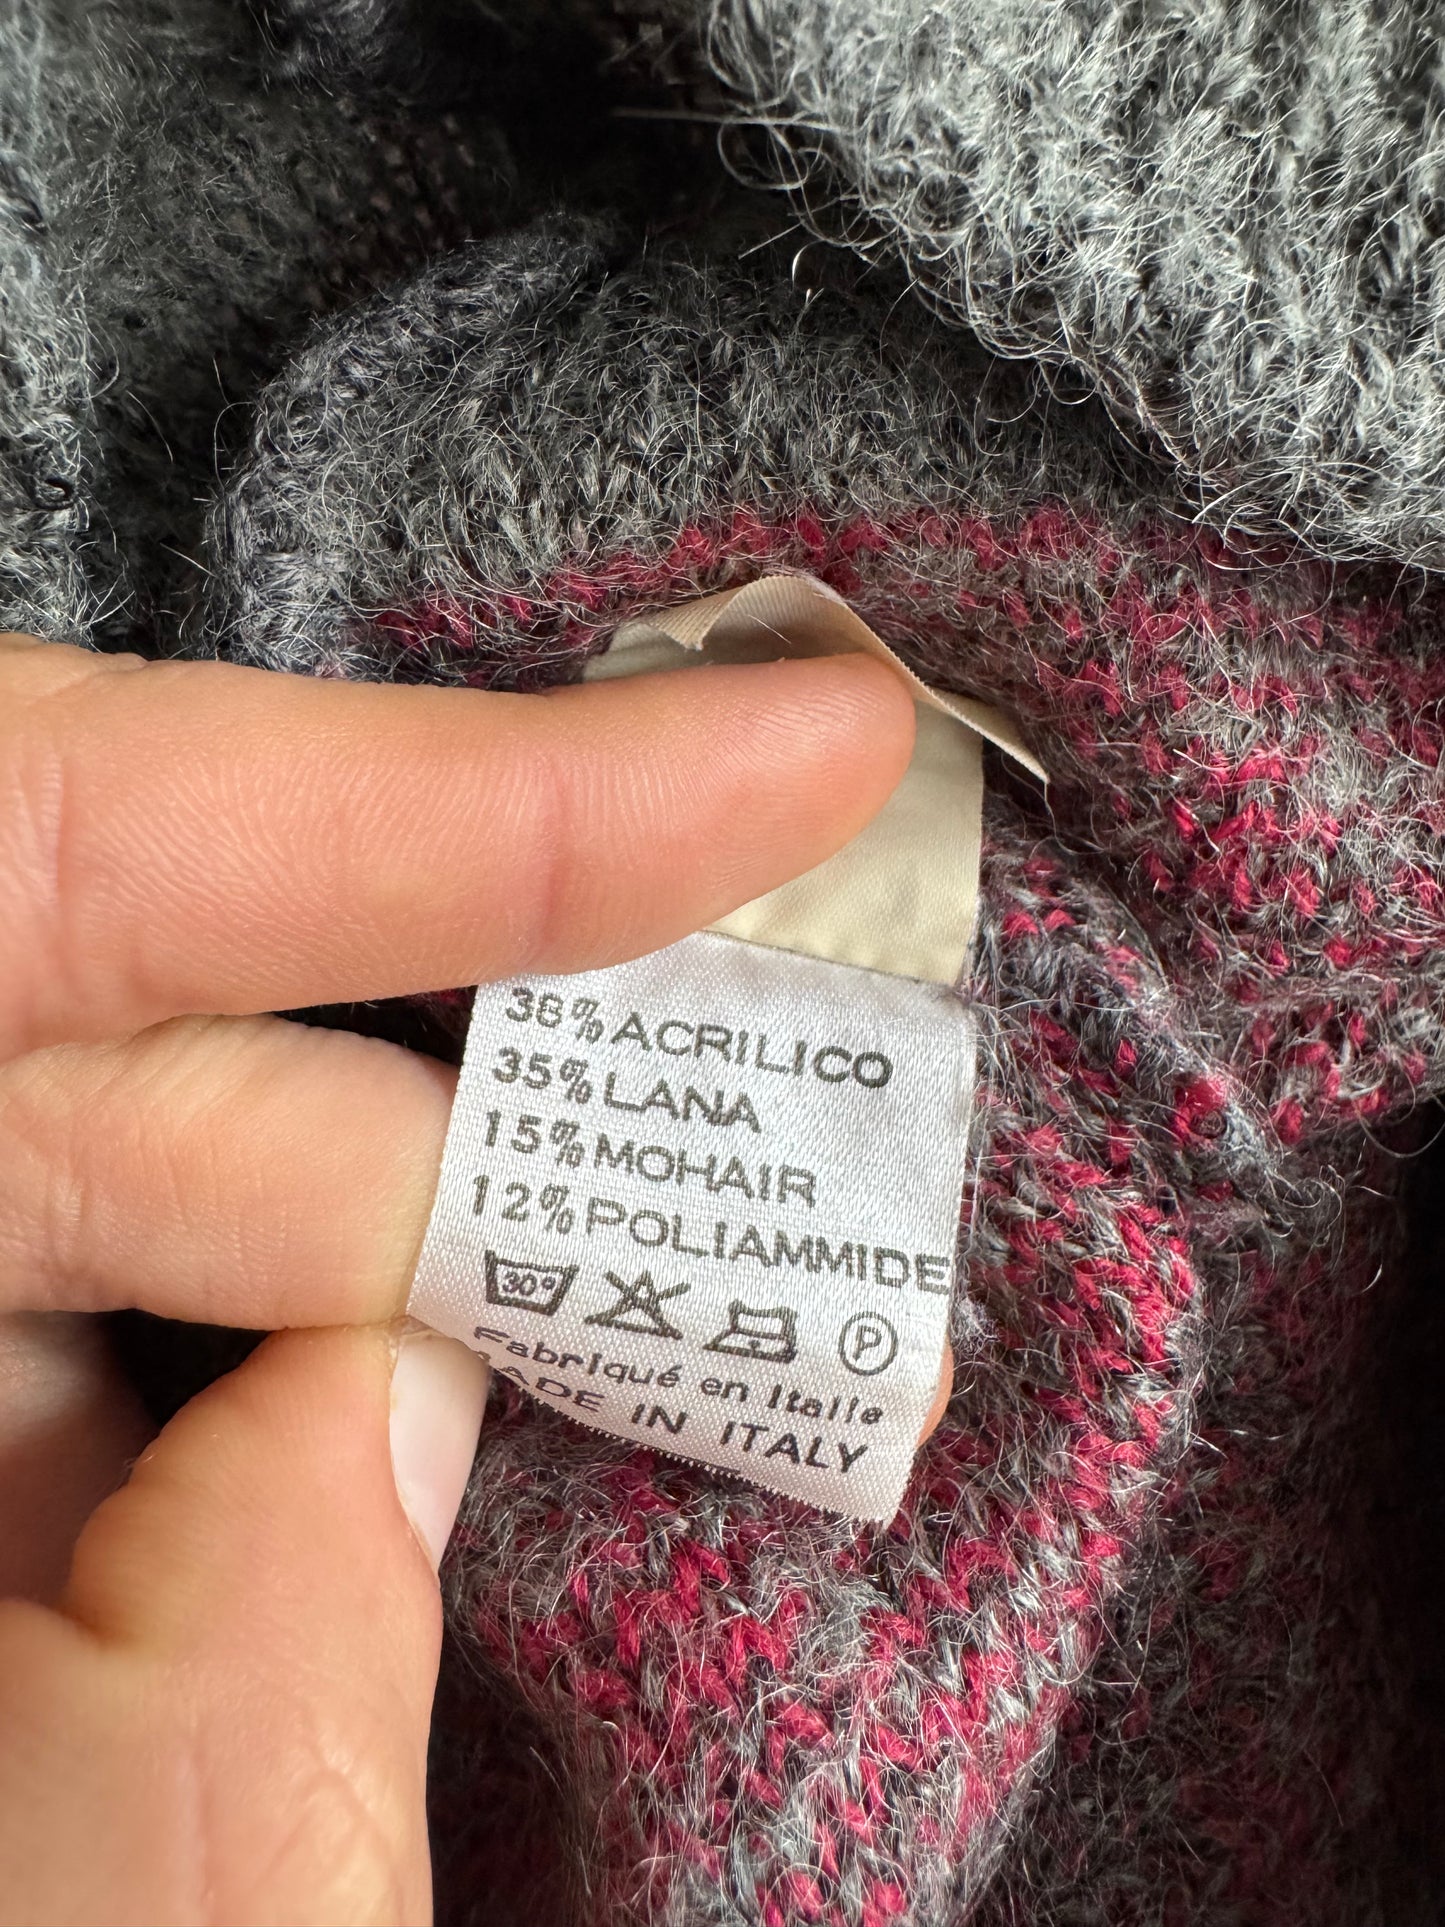 38% ACRILICO
35% LANA
15% MOHAIR
12% POLIAMMIDE
30° P
Fabriqué en Italie
MADE IN ITALY